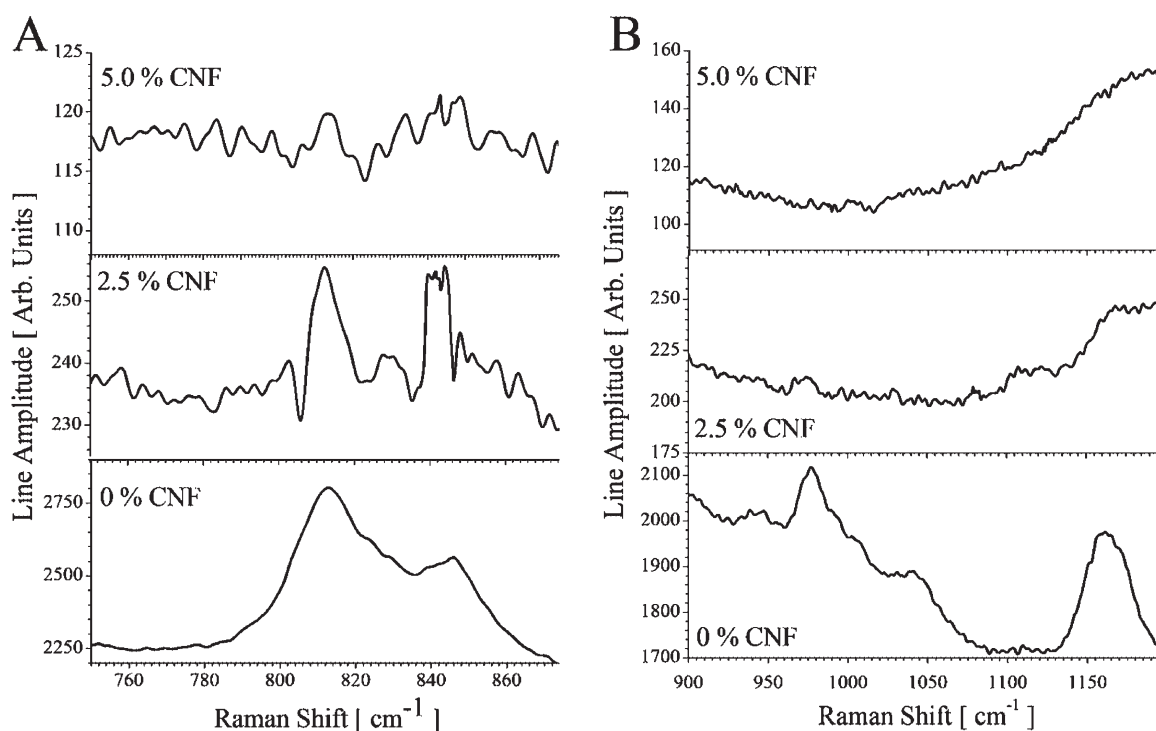 A
125
5.0 % CNF
120
115
110
2.5 % CNF
250
240
230
0 % CNF
2750
2500
2250
760 780 800 820 840 860
Raman Shift [ cm-1 ]
Line Amplitude [ Arb. Units ]
B
160
5.0 % CNF
140
120
100
250
225
200
2.5 % CNF
175
2100
2000
1900
1800
0 % CNF
1700
900 950 1000 1050 1100 1150
Raman Shift [ cm-1 ]
Line Amplitude [ Arb. Units ]